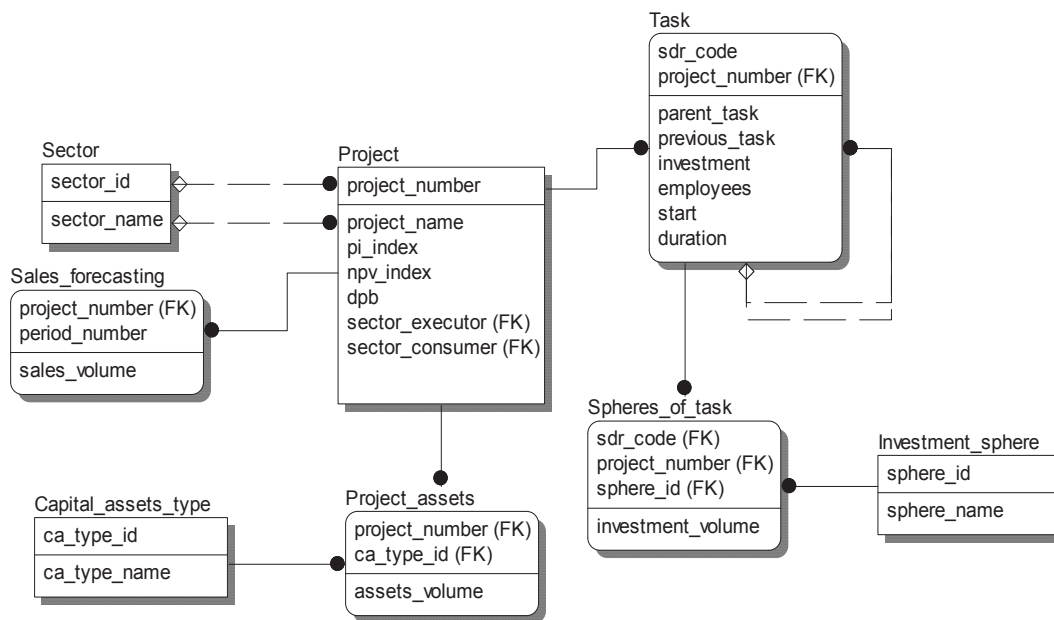 Task
sdr_code
project_number (FK)
parent_task
previous_task
investment
employees
start
duration
Sector
sector_id
sector_name
Project
project_number
project_name
pi_index
npv_index
dpb
sector_executor (FK)
sector_consumer (FK)
Sales_forecasting
project_number (FK)
period_number
sales_volume
Spheres_of_task
sdr_code (FK)
project_number (FK)
sphere_id (FK)
investment_volume
Investment_sphere
sphere_id
sphere_name
Capital_assets_type
ca_type_id
ca_type_name
Project_assets
project_number (FK)
ca_type_id (FK)
assets_volume